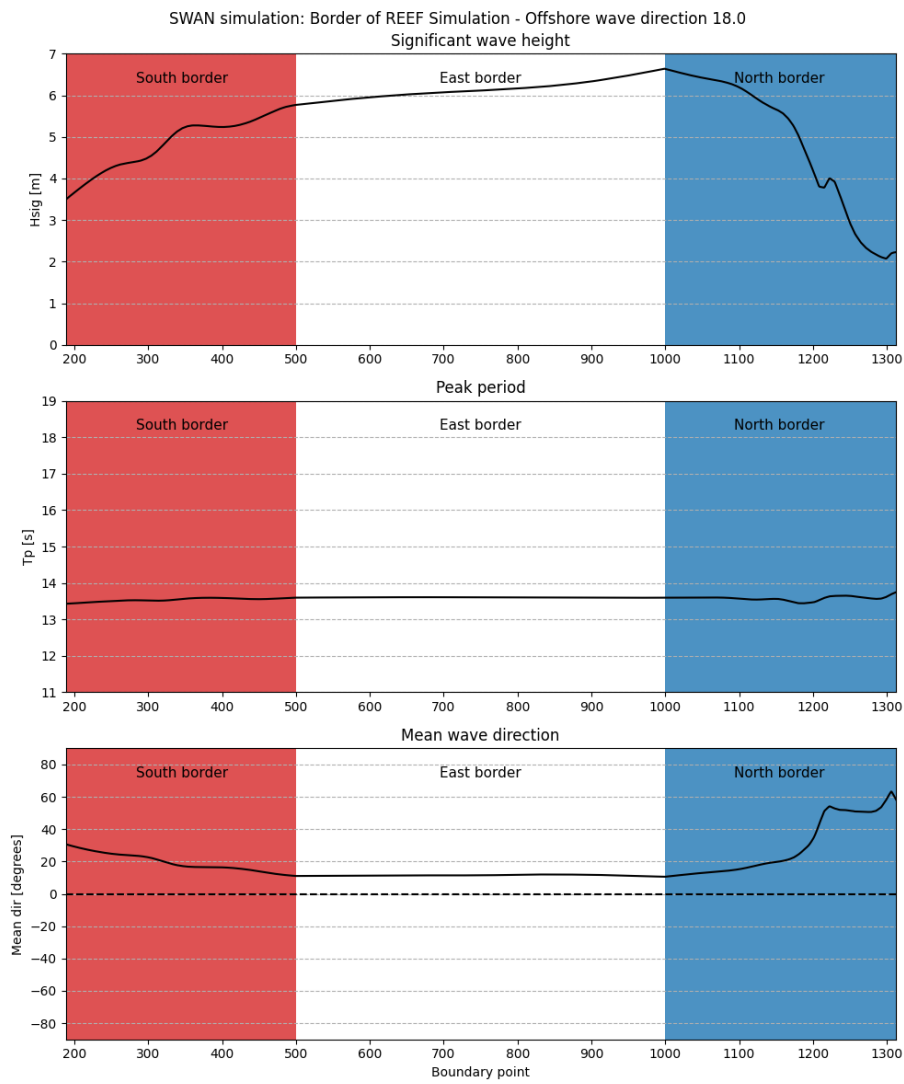 SWAN simulation: Border of REEF Simulation - Offshore wave direction 18.0
Significant wave height
South border East border North border
7
6
5
4
3
2
1
0
Hsig [m]
200 300 400 500 600 700 800 900 1000 1100 1200 1300
Peak period
South border East border North border
19
18
17
16
15
14
13
12
11
Tp [s]
200 300 400 500 600 700 800 900 1000 1100 1200 1300
Mean wave direction
South border East border North border
80
60
40
20
0
−20
−40
−60
−80
Mean dir [degrees]
200 300 400 500 600 700 800 900 1000 1100 1200 1300
Boundary point